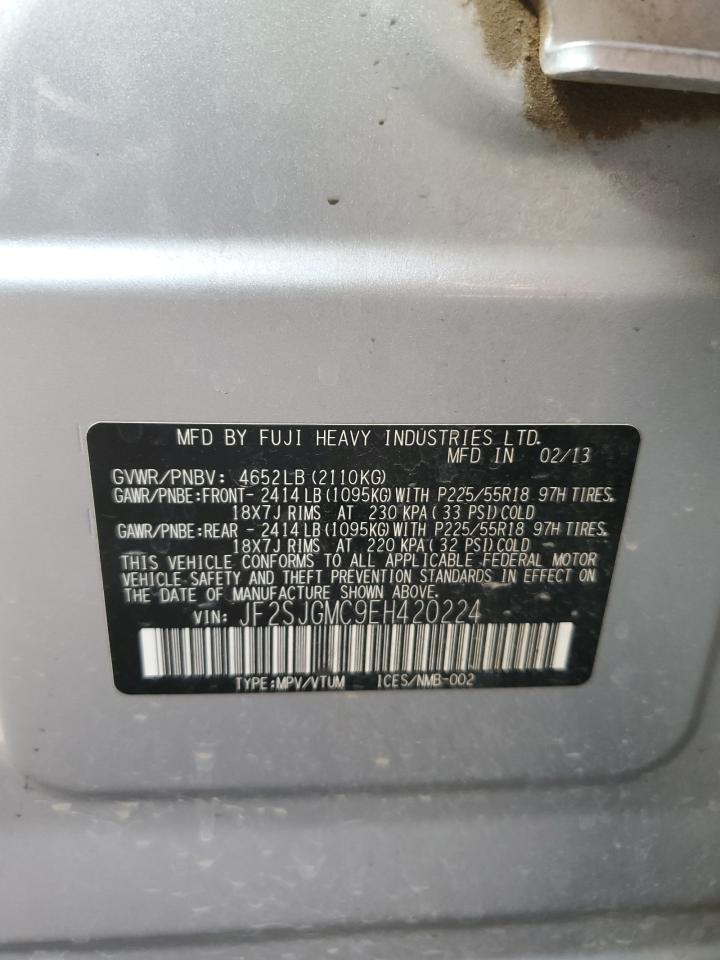 MFD BY FUJI HEAVY INDUSTRIES LTD.
MFD IN 02/13
GVWR/PNBV: 4652LB (2110KG)
GAWR/PNBE:FRONT- 2414 LB (1095KG) WITH P225/55R18 97H TIRES,
18X7J RIMS AT 230 KPA ( 33 PSI) COLD
GAWR/PNBE:REAR - 2414 LB (1095KG) WITH P225/55R18 97H TIRES,
18X7J RIMS AT 220 KPA ( 32 PSI) COLD
THIS VEHICLE CONFORMS TO ALL APPLICABLE FEDERAL MOTOR
VEHICLE SAFETY AND THEFT PREVENTION STANDARDS IN EFFECT ON
THE DATE OF MANUFACTURE SHOWN ABOVE.
VIN: JF2SJGMC9EH420224
TYPE:MPV/VTUM ICES/NMB-002